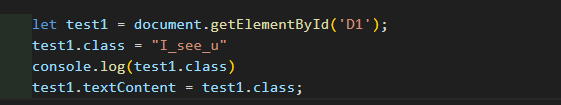 let test1 = document.getElementById('D1');
test1.class = "I_see_u"
console.log(test1.class)
test1.textContent = test1.class;